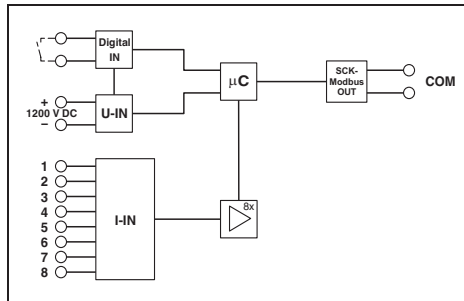 Digital
IN
+
1200 V DC
−
U-IN
µC
SCK-
Modbus
OUT
COM
1
2
3
4
5
6
7
8
I-IN
8x